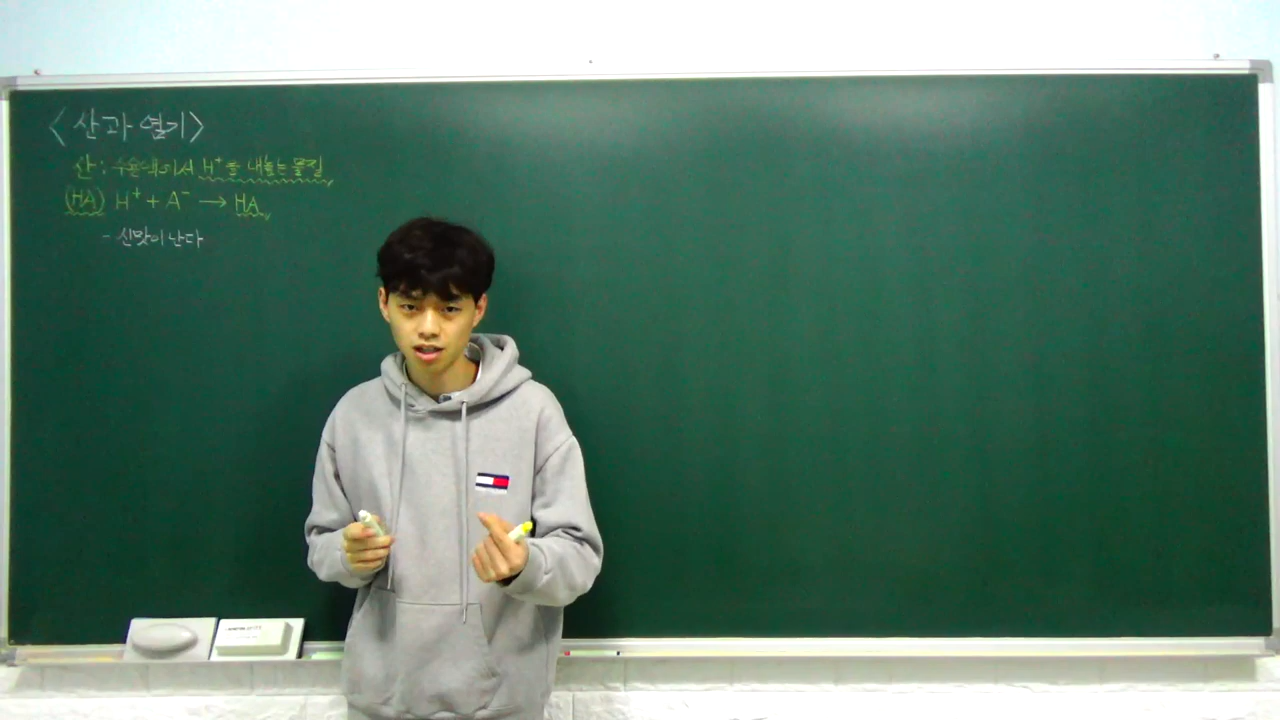 <산과 염기>
산 : 수용액에서 H⁺를 내놓는 물질
(HA) H⁺ + A⁻ → HA
- 신맛이 난다